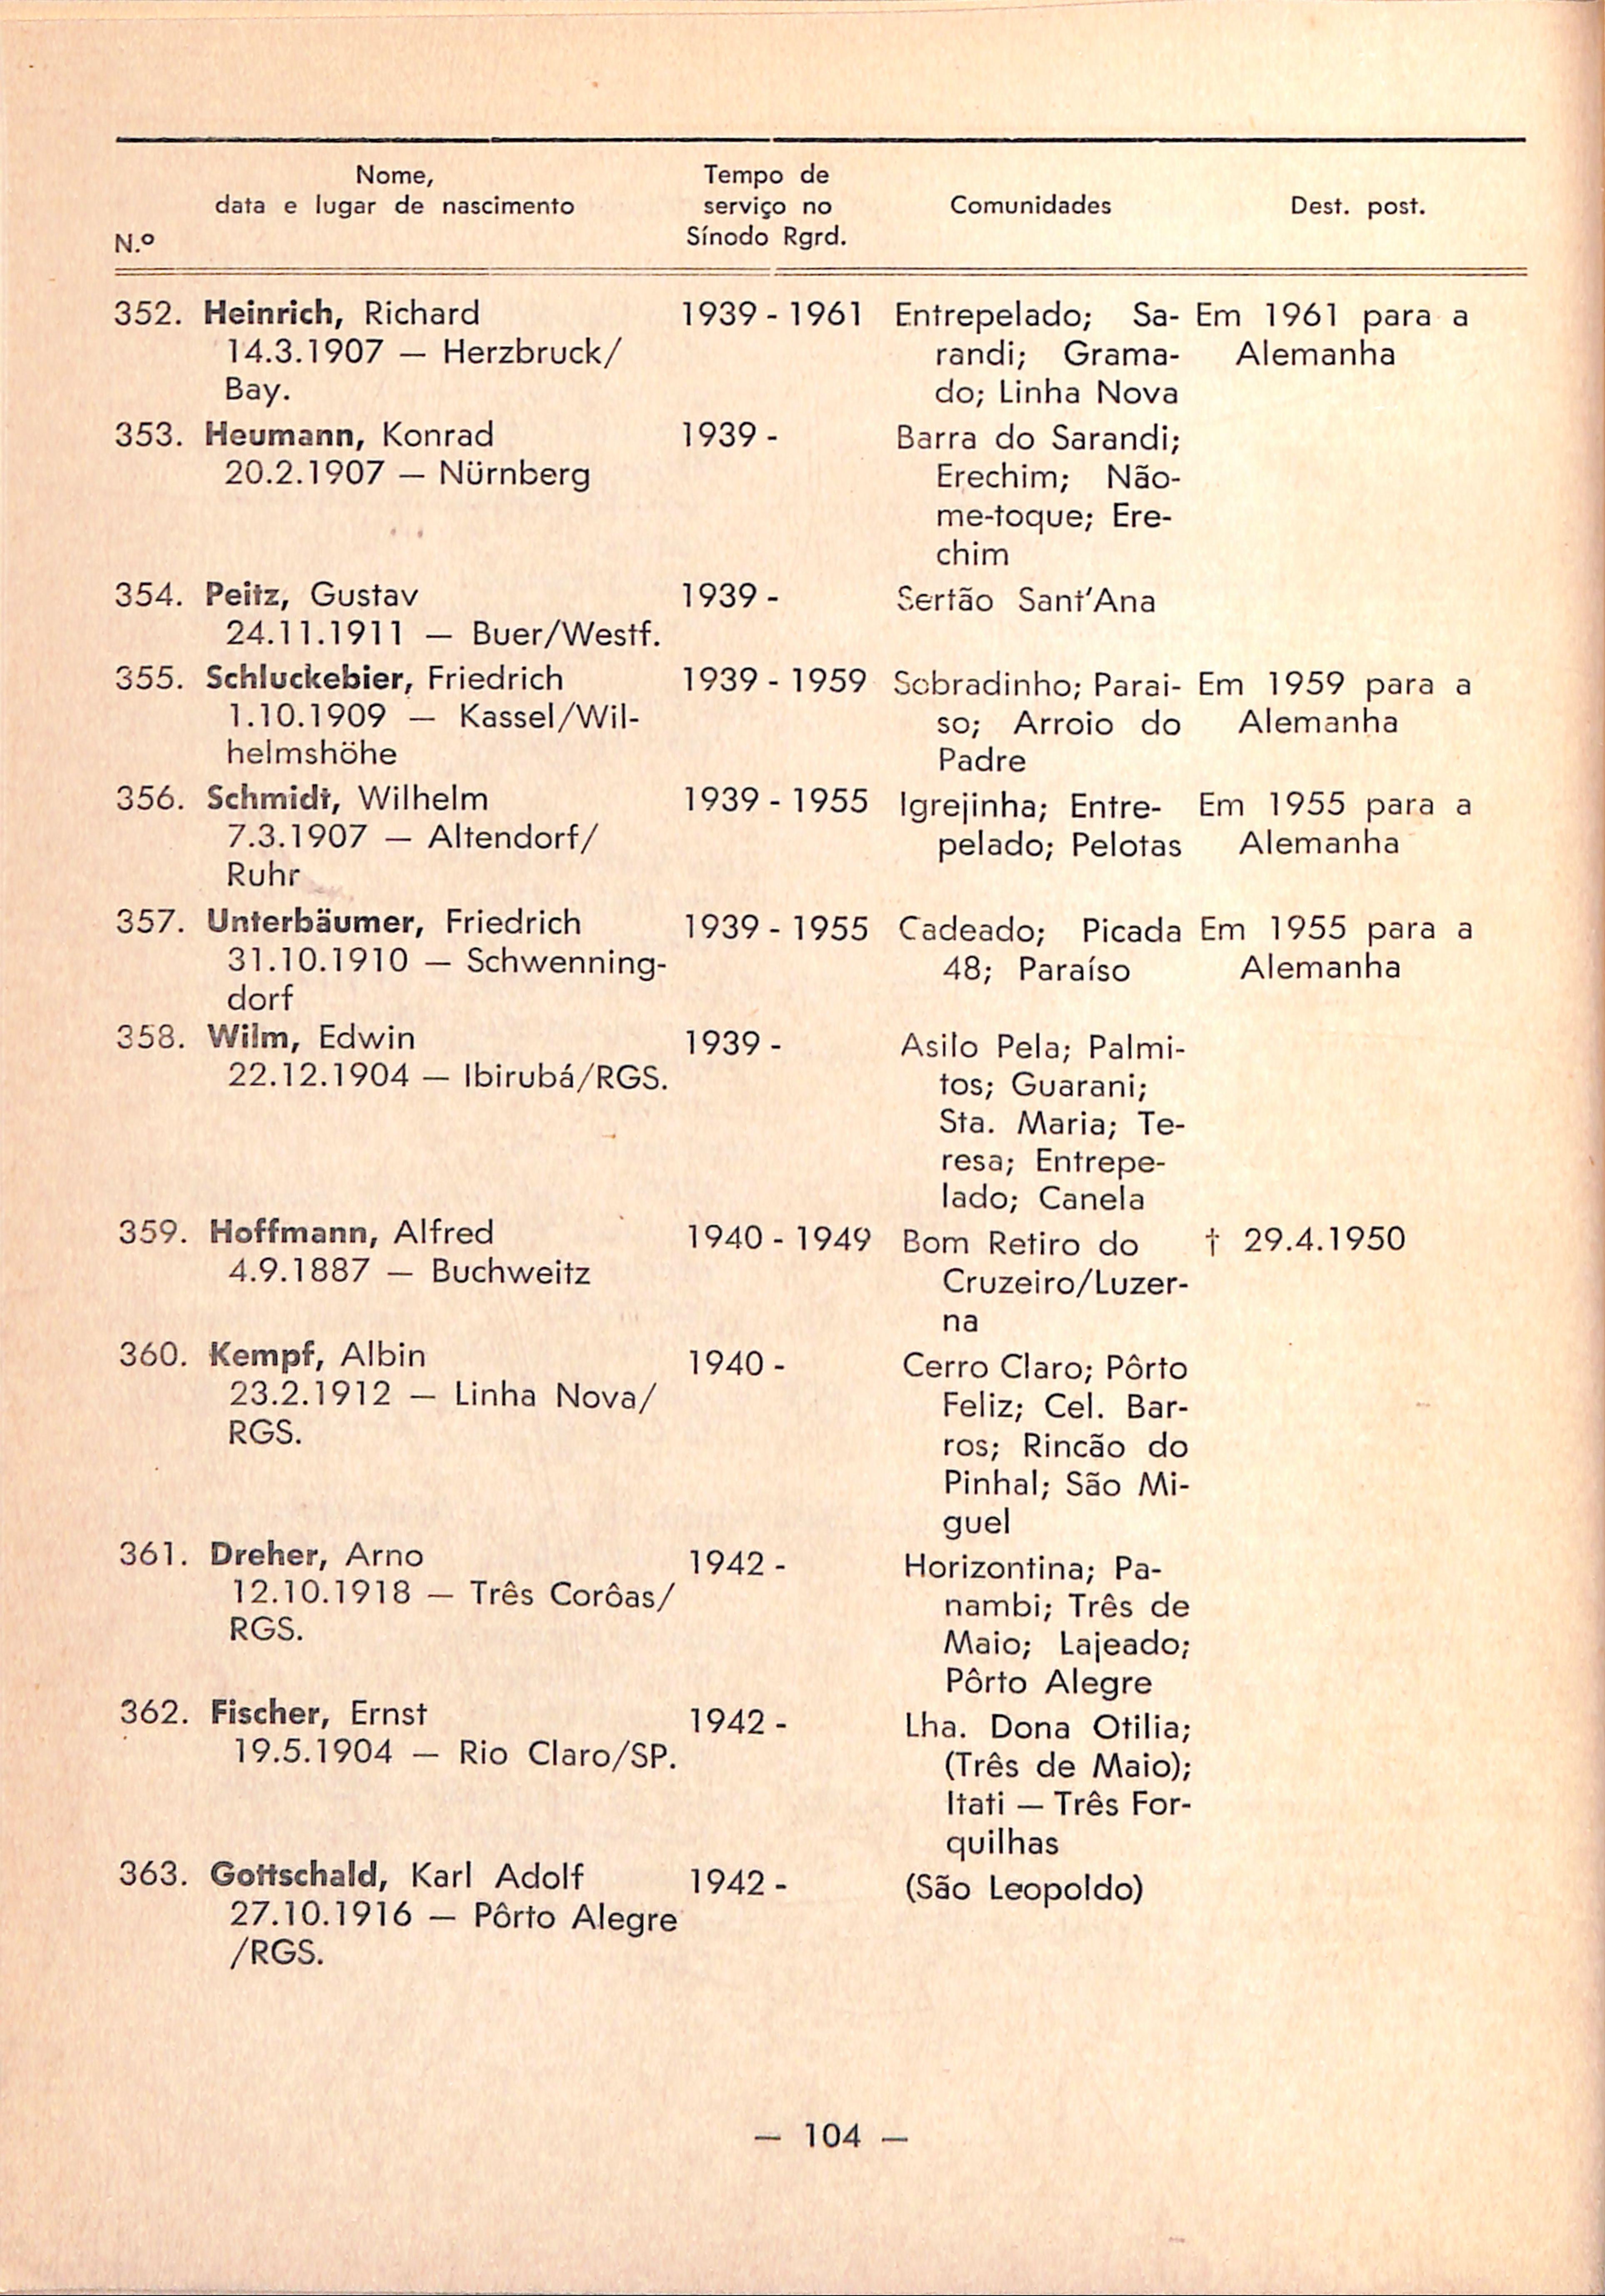 Nome,
data e lugar de nascimento
N.º
Tempo de
serviço no
Sínodo Rgrd.
Comunidades
Dest. post.
352. Heinrich, Richard 1939 - 1961 Entrepelado; Sa- Em 1961 para a
14.3.1907 — Herzbruck/ randi; Grama- Alemanha
Bay. do; Linha Nova
353. Heumann, Konrad 1939 - Barra do Sarandi;
20.2.1907 — Nürnberg Erechim; Não-
me-toque; Ere-
chim
354. Peitz, Gustav 1939 - Sertão Sant'Ana
24.11.1911 — Buer/Westf.
355. Schluckebier, Friedrich 1939 - 1959 Sobradinho; Parai- Em 1959 para a
1.10.1909 — Kassel/Wil- so; Arroio do Alemanha
helmshöhe Padre
356. Schmidt, Wilhelm 1939 - 1955 Igrejinha; Entre- Em 1955 para a
7.3.1907 — Altendorf/ pelado; Pelotas Alemanha
Ruhr
357. Unterbäumer, Friedrich 1939 - 1955 Cadeado; Picada Em 1955 para a
31.10.1910 — Schwenning- 48; Paraíso Alemanha
dorf
358. Wilm, Edwin 1939 - Asilo Pela; Palmi-
22.12.1904 — Ibirubá/RGS. tos; Guarani;
Sta. Maria; Te-
resa; Entrepe-
lado; Canela
359. Hoffmann, Alfred 1940 - 1949 Bom Retiro do † 29.4.1950
4.9.1887 — Buchweitz Cruzeiro/Luzer-
na
360. Kempf, Albin 1940 - Cerro Claro; Pôrto
23.2.1912 — Linha Nova/ Feliz; Cel. Bar-
RGS. ros; Rincão do
Pinhal; São Mi-
guel
361. Dreher, Arno 1942 - Horizontina; Pa-
12.10.1918 — Três Corôas/ nambi; Três de
RGS. Maio; Lajeado;
Pôrto Alegre
362. Fischer, Ernst 1942 - Lha. Dona Otilia;
19.5.1904 — Rio Claro/SP. (Três de Maio);
Itati — Três For-
quilhas
363. Gottschald, Karl Adolf 1942 - (São Leopoldo)
27.10.1916 — Pôrto Alegre
/RGS.
— 104 —